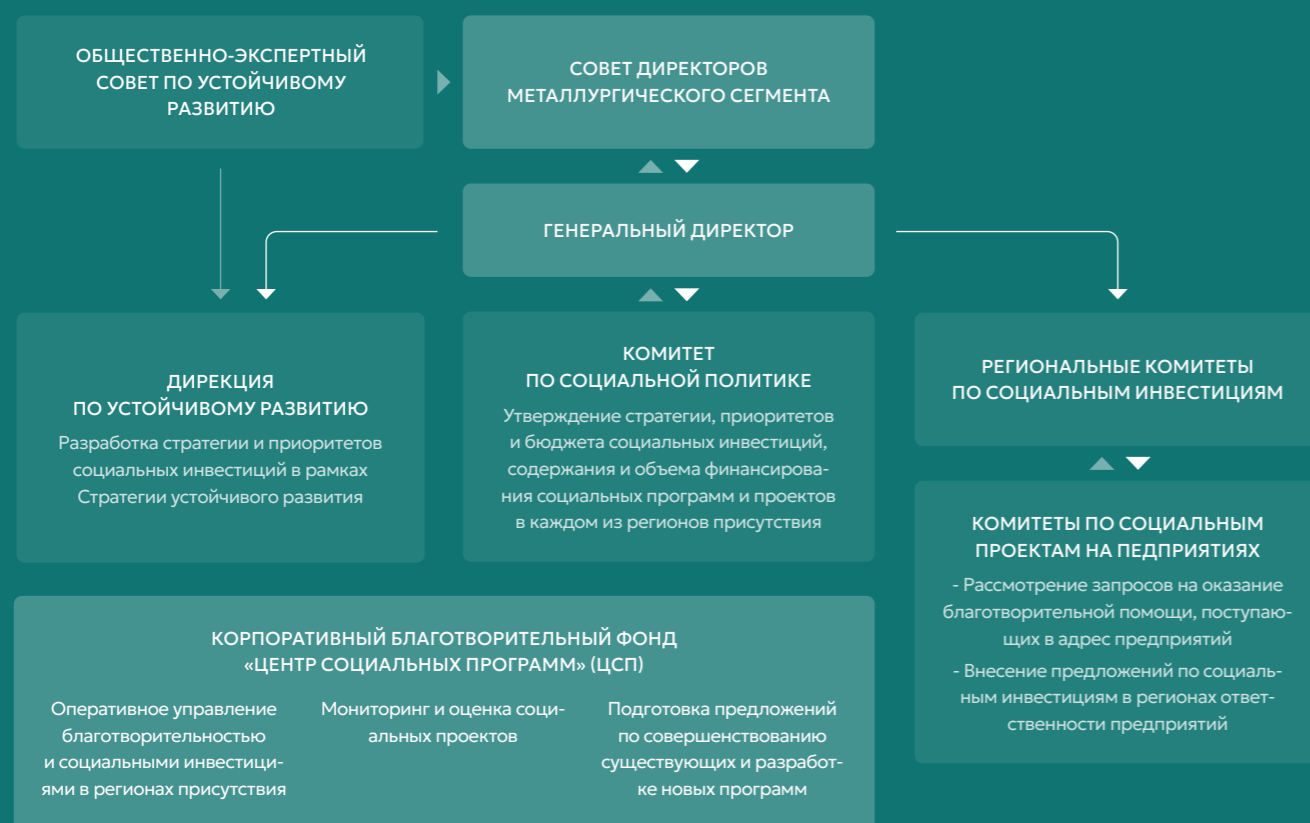 ОБЩЕСТВЕННО-ЭКСПЕРТНЫЙ
СОВЕТ ПО УСТОЙЧИВОМУ
РАЗВИТИЮ
СОВЕТ ДИРЕКТОРОВ
МЕТАЛЛУРГИЧЕСКОГО СЕГМЕНТА
ГЕНЕРАЛЬНЫЙ ДИРЕКТОР
ДИРЕКЦИЯ
ПО УСТОЙЧИВОМУ РАЗВИТИЮ
Разработка стратегии и приоритетов
социальных инвестиций в рамках
Стратегии устойчивого развития
КОМИТЕТ
ПО СОЦИАЛЬНОЙ ПОЛИТИКЕ
Утверждение стратегии, приоритетов
и бюджета социальных инвестиций,
содержания и объема финансирова-
ния социальных программ и проектов
в каждом из регионов присутствия
РЕГИОНАЛЬНЫЕ КОМИТЕТЫ
ПО СОЦИАЛЬНЫМ ИНВЕСТИЦИЯМ
КОМИТЕТЫ ПО СОЦИАЛЬНЫМ
ПРОЕКТАМ НА ПЕДПРИЯТИЯХ
- Рассмотрение запросов на оказание
благотворительной помощи, поступаю-
щих в адрес предприятий
- Внесение предложений по социаль-
ным инвестициям в регионах ответ-
ственности предприятий
КОРПОРАТИВНЫЙ БЛАГОТВОРИТЕЛЬНЫЙ ФОНД
«ЦЕНТР СОЦИАЛЬНЫХ ПРОГРАММ» (ЦСП)
Оперативное управление
благотворительностью
и социальными инвестици-
ями в регионах присутствия
Мониторинг и оценка соци-
альных проектов
Подготовка предложений
по совершенствованию
существующих и разработ-
ке новых программ